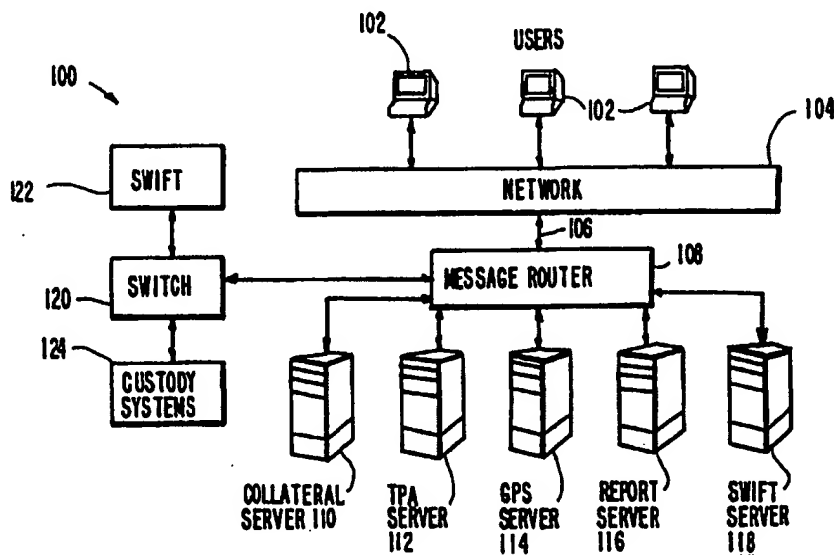 102
USERS
100
102
104
122
SWIFT
NETWORK
106
120
SWITCH
MESSAGE ROUTER
108
124
CUSTODY
SYSTEMS
COLLATERAL
SERVER 110
TPA
SERVER
112
GPS
SERVER
114
REPORT
SERVER
116
SWIFT
SERVER
118